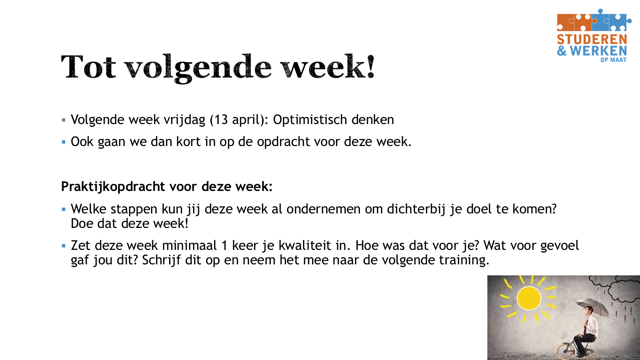 STUDEREN
& WERKEN
OP MAAT
Tot volgende week!
▪ Volgende week vrijdag (13 april): Optimistisch denken
▪ Ook gaan we dan kort in op de opdracht voor deze week.
Praktijkopdracht voor deze week:
▪ Welke stappen kun jij deze week al ondernemen om dichterbij je doel te komen?
Doe dat deze week!
▪ Zet deze week minimaal 1 keer je kwaliteit in. Hoe was dat voor je? Wat voor gevoel
gaf jou dit? Schrijf dit op en neem het mee naar de volgende training.